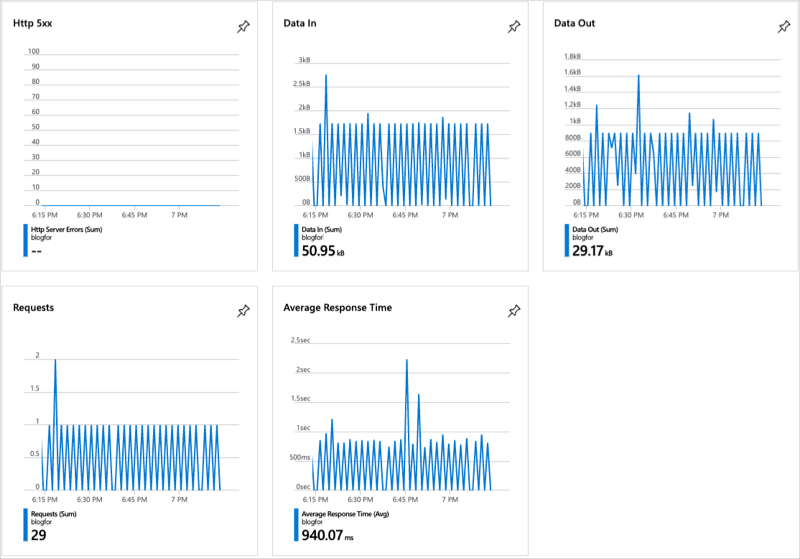 Http 5xx
100
90
80
70
60
50
40
30
20
10
0
6:15 PM 6:30 PM 6:45 PM 7 PM
Http Server Errors (Sum)
blogfor
--
Data In
3kB
2.5kB
2kB
1.5kB
1kB
500B
0B
6:15 PM 6:30 PM 6:45 PM 7 PM
Data In (Sum)
blogfor
50.95 kB
Data Out
1.8kB
1.6kB
1.4kB
1.2kB
1kB
800B
600B
400B
200B
0B
6:15 PM 6:30 PM 6:45 PM 7 PM
Data Out (Sum)
blogfor
29.17 kB
Requests
2
1.5
1
0.5
0
6:15 PM 6:30 PM 6:45 PM 7 PM
Requests (Sum)
blogfor
29
Average Response Time
2.5sec
2sec
1.5sec
1sec
500ms
0sec
6:15 PM 6:30 PM 6:45 PM 7 PM
Average Response Time (Avg)
blogfor
940.07 ms